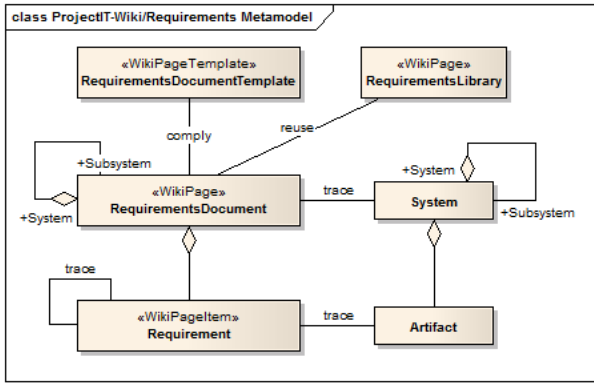 class ProjectIT-Wiki/Requirements Metamodel
«WikiPageTemplate»
RequirementsDocumentTemplate
«WikiPage»
RequirementsLibrary
comply
reuse
+Subsystem
+System
«WikiPage»
RequirementsDocument
trace
+System
System
+Subsystem
trace
«WikiPageItem»
Requirement
trace
Artifact